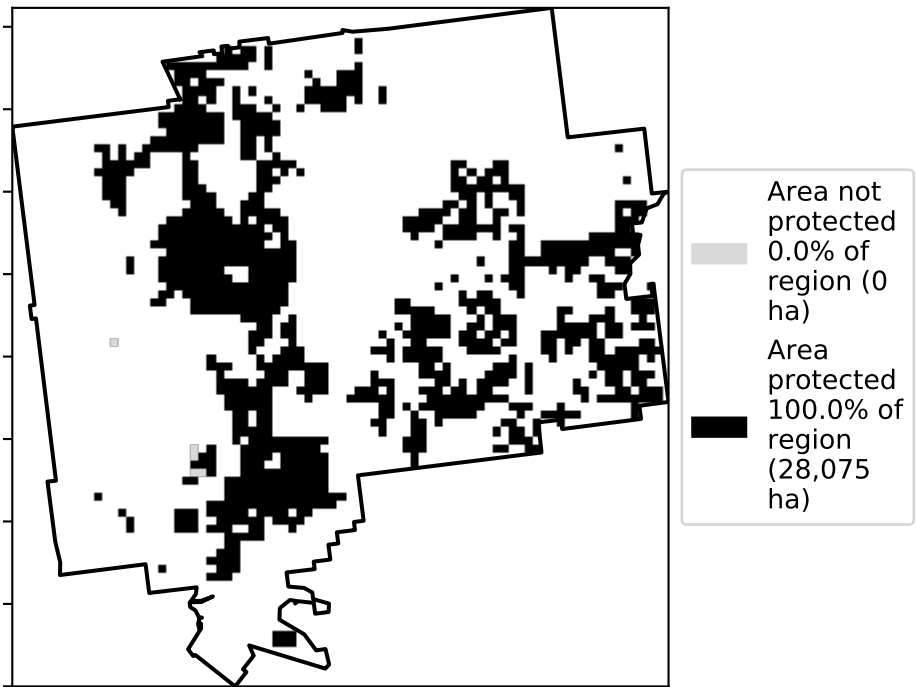 Area not
protected
0.0% of
region (0
ha)
Area
protected
100.0% of
region
(28,075
ha)